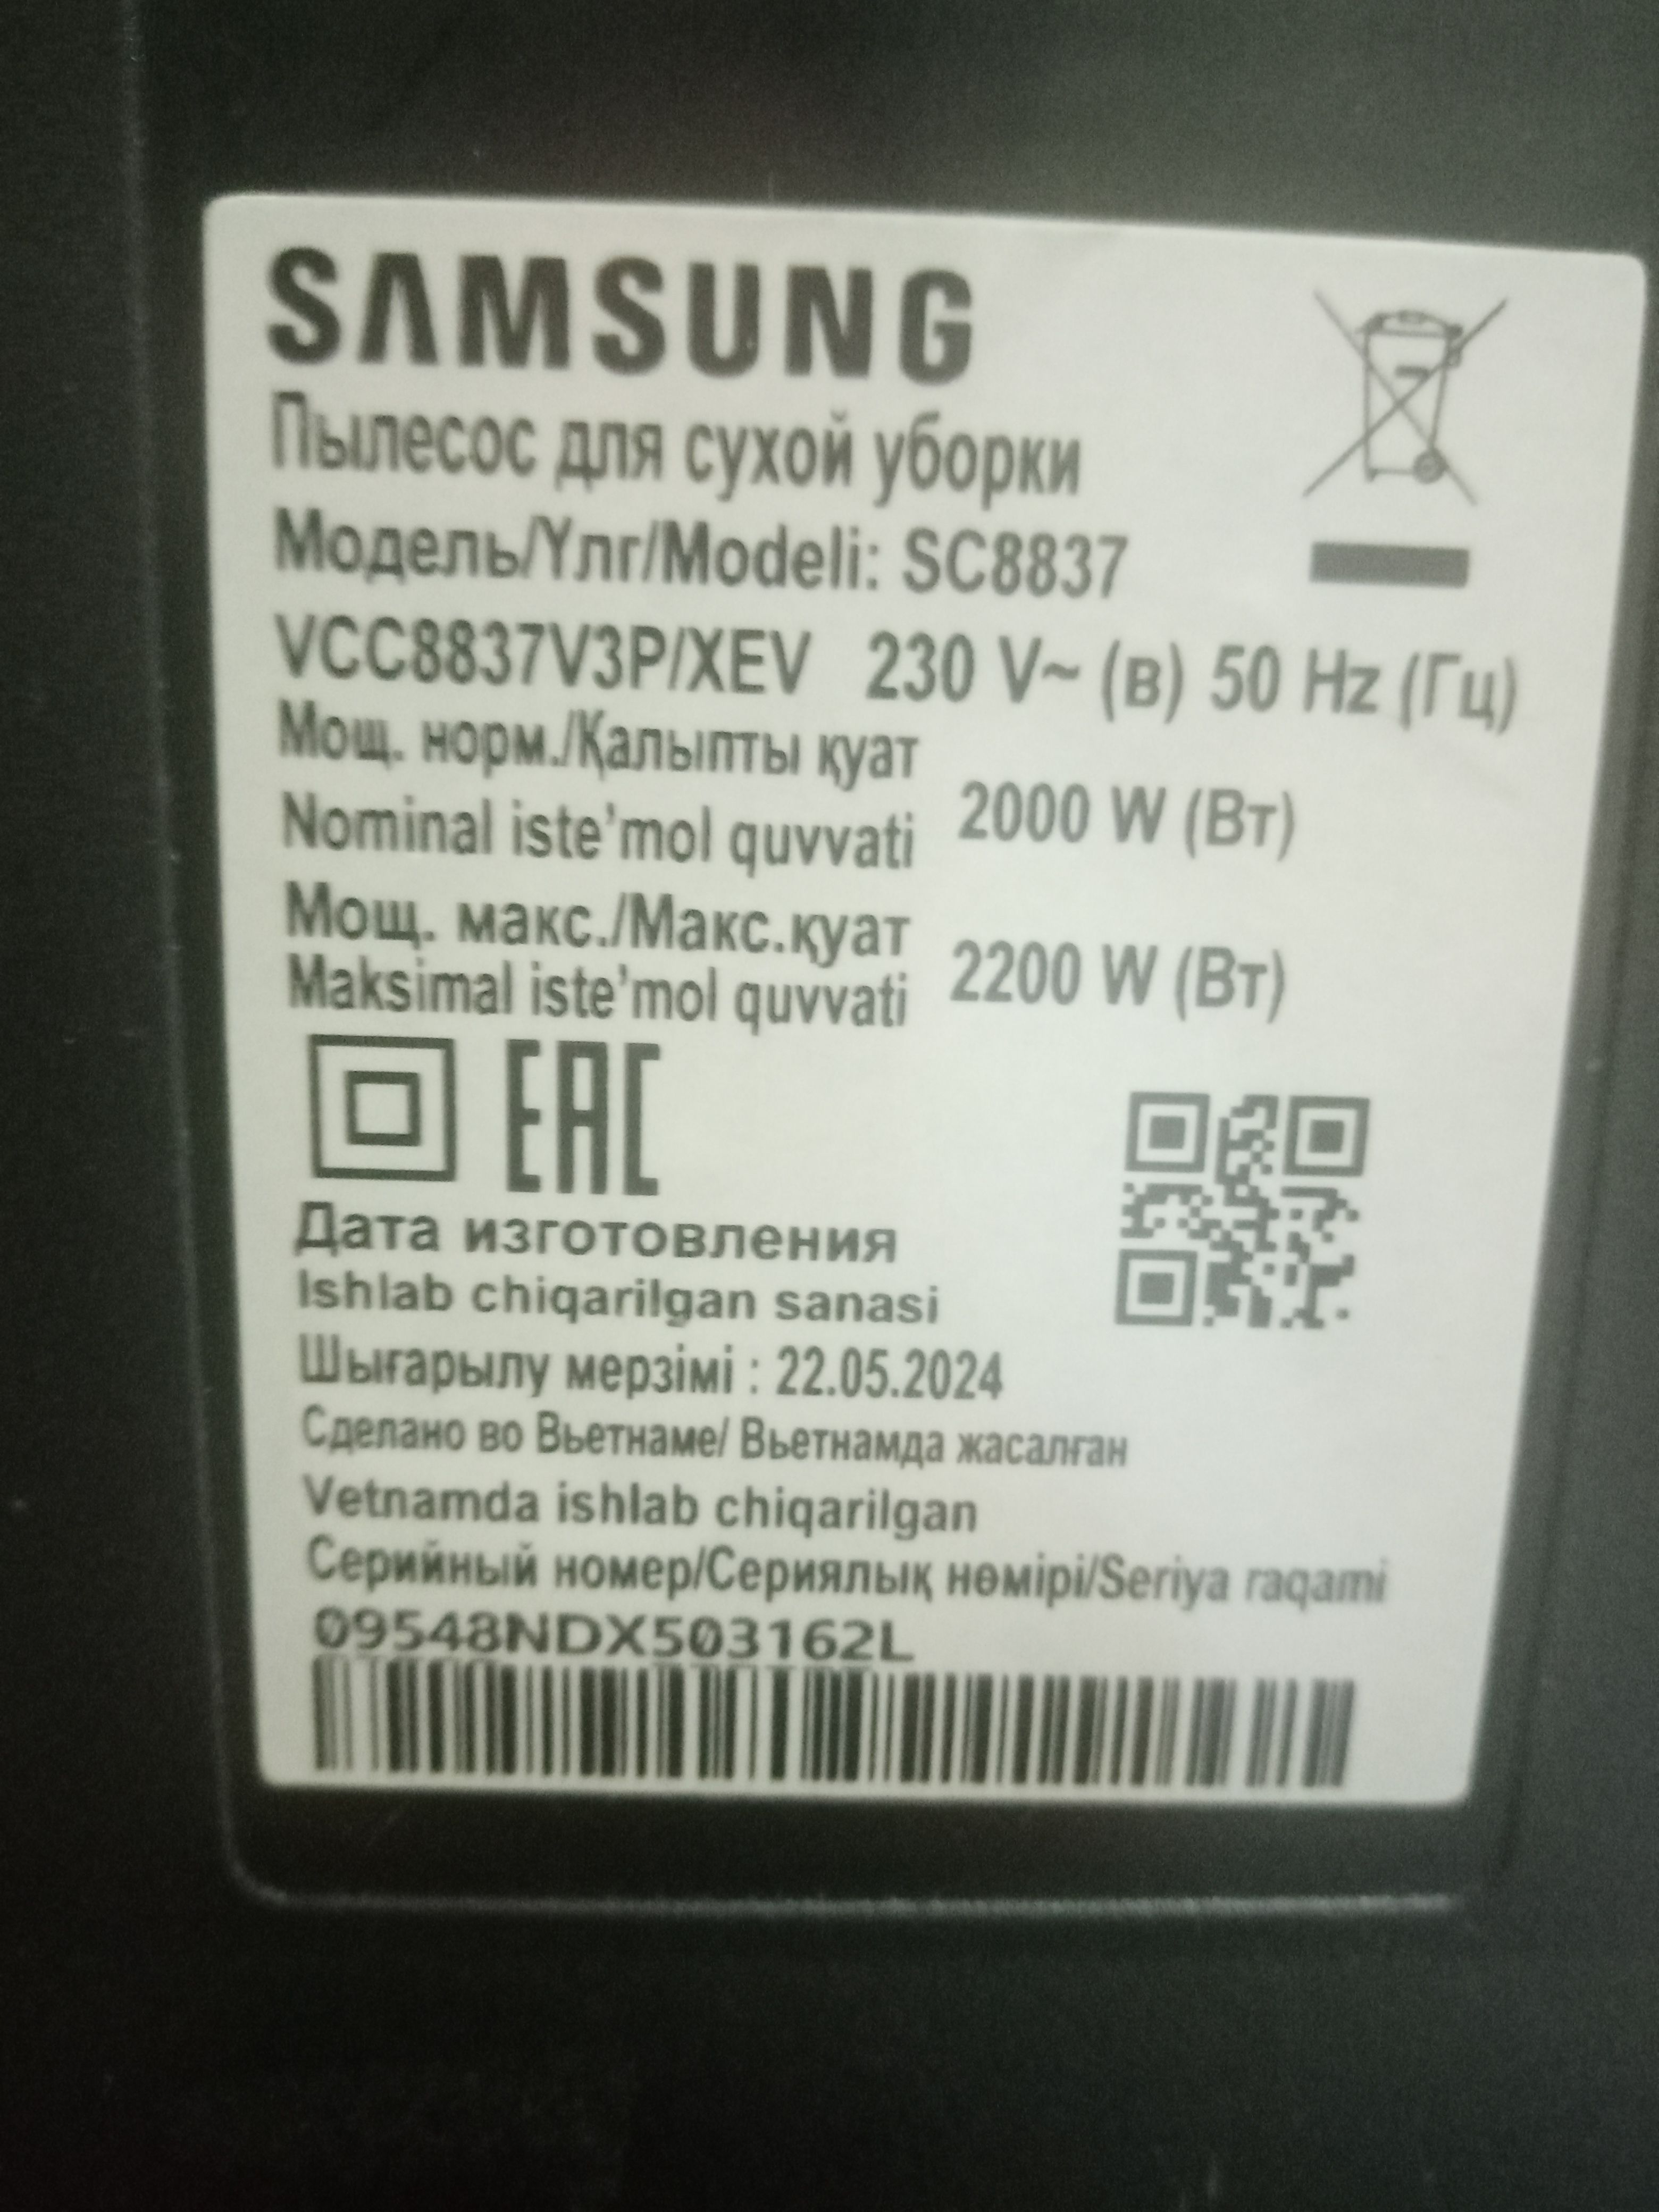 SAMSUNG
Пылесос для сухой уборки
Модель/Үлг/Modeli: SC8837
VCC8837V3P/XEV 230 V~ (в) 50 Hz (Гц)
Мощ. норм./Қалыпты қуат
Nominal iste'mol quvvati 2000 W (Вт)
Мощ. макс./Макс.қуат
Maksimal iste'mol quvvati 2200 W (Вт)
EAC
Дата изготовления
Ishlab chiqarilgan sanasi
Шығарылу мерзімі : 22.05.2024
Сделано во Вьетнаме/ Вьетнамда жасалған
Vetnamda ishlab chiqarilgan
Серийный номер/Сериялық нөмірі/Seriya raqami
09548NDX503162L